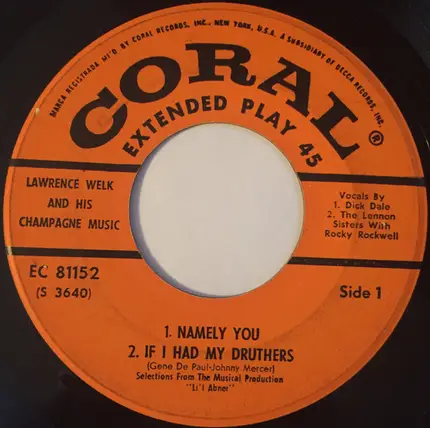 MARCA REGISTRADA MF'D BY CORAL RECORDS, INC., NEW YORK, U.S.A. A SUBSIDIARY OF DECCA RECORDS, INC.
CORAL®
EXTENDED PLAY 45
LAWRENCE WELK
AND HIS
CHAMPAGNE MUSIC
Vocals By
1. Dick Dale
2. The Lennon
Sisters With
Rocky Rockwell
EC 81152
(S 3640)
Side 1
1. NAMELY YOU
2. IF I HAD MY DRUTHERS
(Gene De Paul-Johnny Mercer)
Selections From The Musical Production
"Li'l Abner"